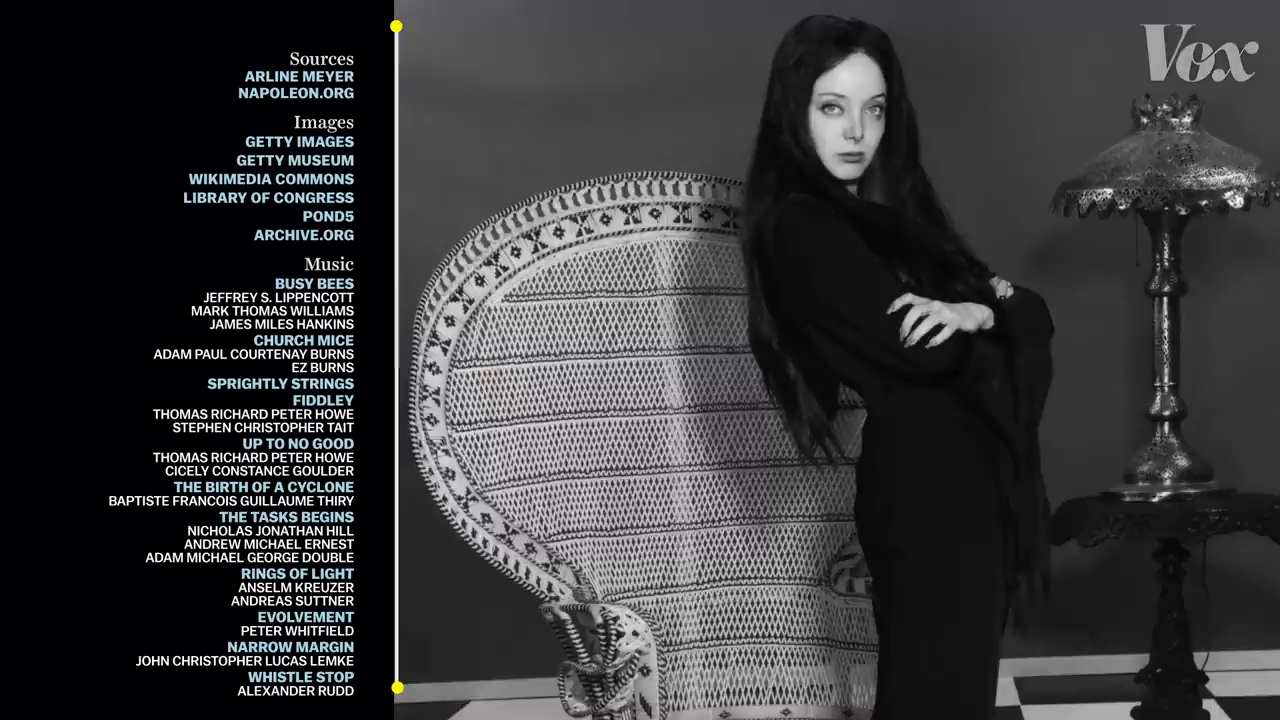 Sources
ARLINE MEYER
NAPOLEON.ORG
Images
GETTY IMAGES
GETTY MUSEUM
WIKIMEDIA COMMONS
LIBRARY OF CONGRESS
POND5
ARCHIVE.ORG
Music
BUSY BEES
JEFFREY S. LIPPENCOTT
MARK THOMAS WILLIAMS
JAMES MILES HANKINS
CHURCH MICE
ADAM PAUL COURTENAY BURNS
EZ BURNS
SPRIGHTLY STRINGS
FIDDLEY
THOMAS RICHARD PETER HOWE
STEPHEN CHRISTOPHER TAIT
UP TO NO GOOD
THOMAS RICHARD PETER HOWE
CICELY CONSTANCE GOULDER
THE BIRTH OF A CYCLONE
BAPTISTE FRANCOIS GUILLAUME THIRY
THE TASKS BEGINS
NICHOLAS JONATHAN HILL
ANDREW MICHAEL ERNEST
ADAM MICHAEL GEORGE DOUBLE
RINGS OF LIGHT
ANSELM KREUZER
ANDREAS SUTTNER
EVOLVEMENT
PETER WHITFIELD
NARROW MARGIN
JOHN CHRISTOPHER LUCAS LEMKE
WHISTLE STOP
ALEXANDER RUDD
Vox